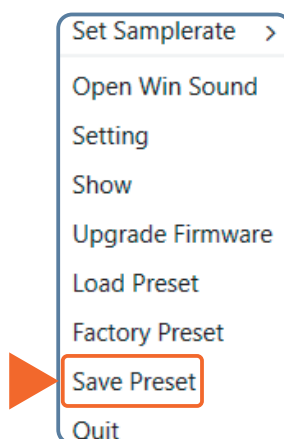 Set Samplerate >
Open Win Sound
Setting
Show
Upgrade Firmware
Load Preset
Factory Preset
Save Preset
Quit